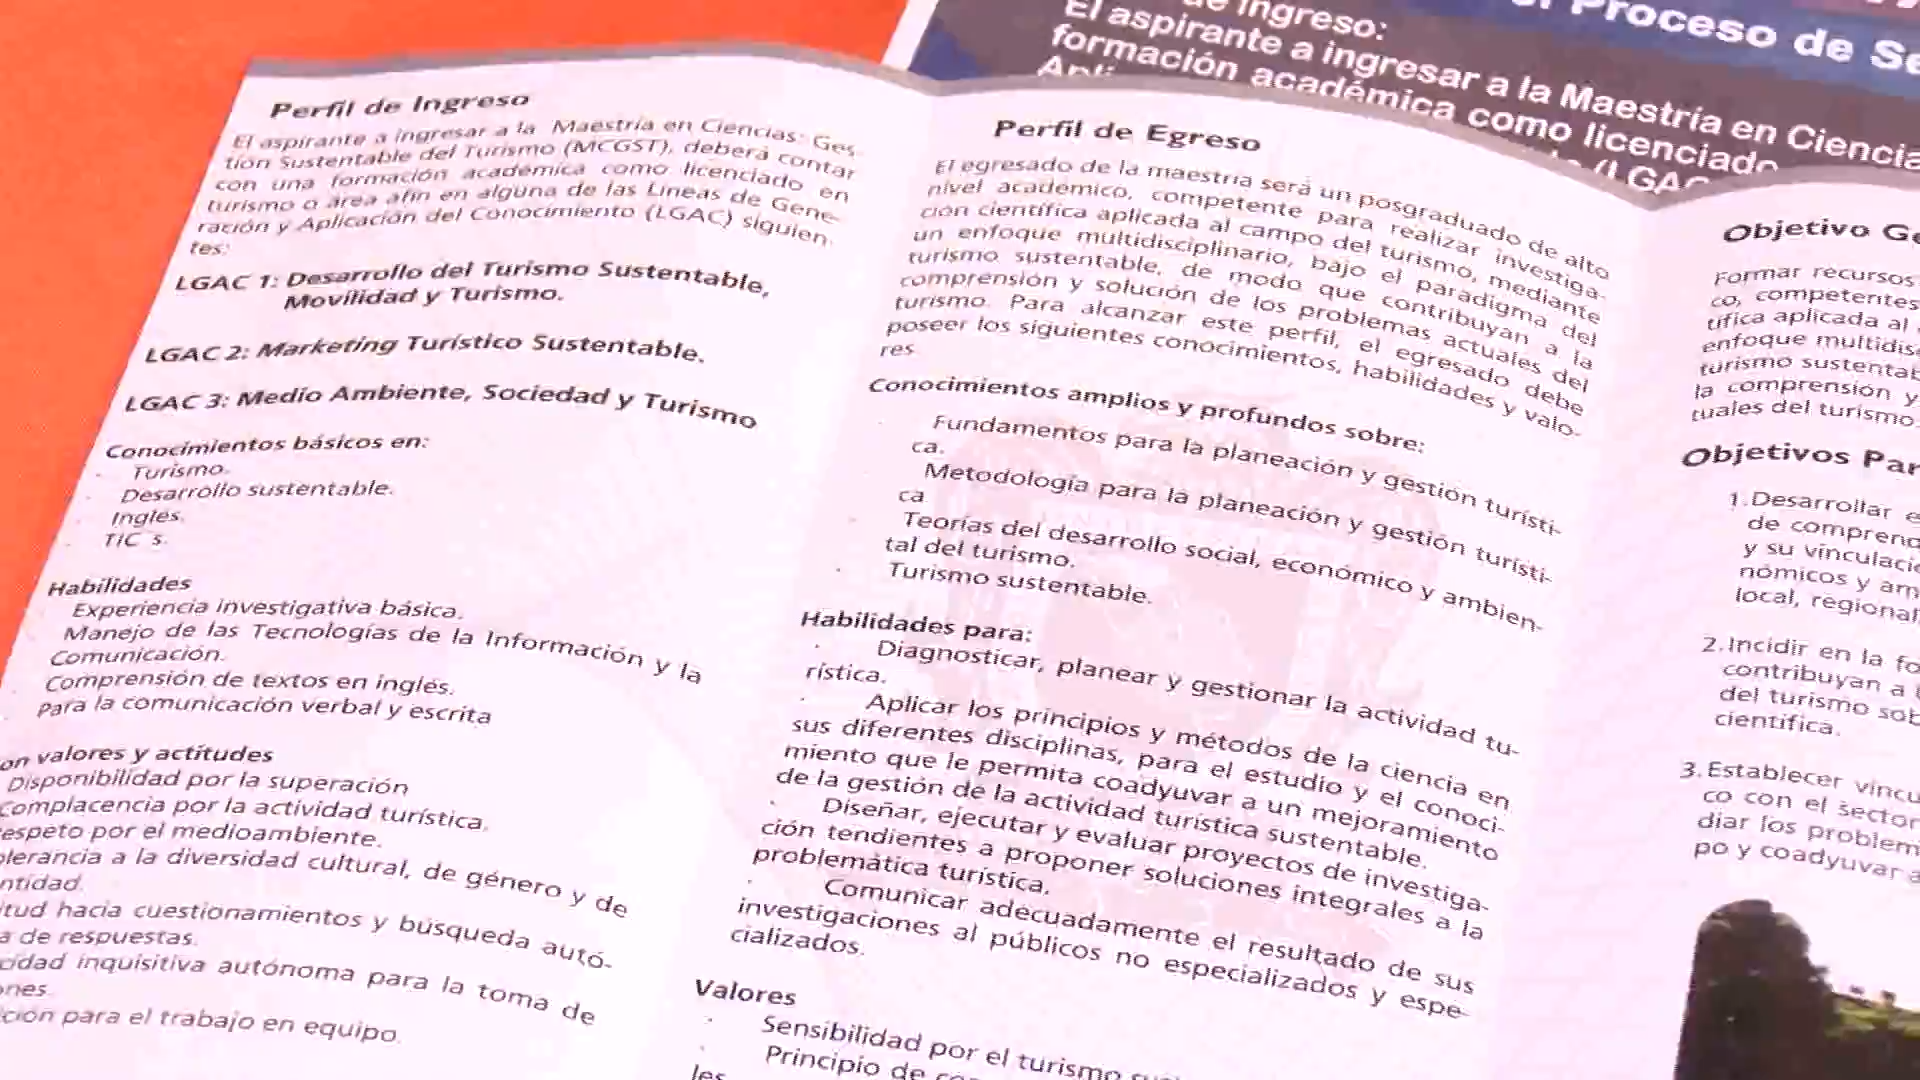 el Proceso de Se
de Ingreso:
El aspirante a ingresar a la Maestría en Ciencia
formación académica como licenciado
(LGAC
Perfil de Ingreso
El aspirante a ingresar a la Maestría en Ciencias: Ges-
tión Sustentable del Turismo (MCGST), deberá contar
con una formación académica como licenciado en
turismo o área afín en alguna de las Líneas de Gene-
ración y Aplicación del Conocimiento (LGAC) siguien
tes:
LGAC 1: Desarrollo del Turismo Sustentable,
Movilidad y Turismo.
LGAC 2: Marketing Turístico Sustentable.
LGAC 3: Medio Ambiente, Sociedad y Turismo
Conocimientos básicos en:
Turismo.
Desarrollo sustentable.
Inglés.
TIC s.
Habilidades
Experiencia investigativa básica.
Manejo de las Tecnologías de la Información y la
Comunicación.
Comprensión de textos en inglés.
Para la comunicación verbal y escrita
on valores y actitudes
Disponibilidad por la superación
Complacencia por la actividad turística.
espeto por el medioambiente.
olerancia a la diversidad cultural, de género y de
ntidad.
itud hacia cuestionamientos y búsqueda autó-
a de respuestas.
cidad inquisitiva autónoma para la toma de
ones.
ción para el trabajo en equipo.
Perfil de Egreso
El egresado de la maestría será un posgraduado de alto
nivel académico, competente para realizar investiga-
ción científica aplicada al campo del turismo, mediante
un enfoque multidisciplinario, bajo el paradigma del
turismo sustentable, de modo que contribuyan a la
comprensión y solución de los problemas actuales del
turismo. Para alcanzar este perfil, el egresado debe
poseer los siguientes conocimientos, habilidades y valo-
res
Conocimientos amplios y profundos sobre:
Fundamentos para la planeación y gestión turísti-
ca.
Metodología para la planeación y gestión turísti-
ca
Teorías del desarrollo social, económico y ambien-
tal del turismo.
Turismo sustentable.
Habilidades para:
Diagnosticar, planear y gestionar la actividad tu-
rística.
Aplicar los principios y métodos de la ciencia en
sus diferentes disciplinas, para el estudio y el conoci-
miento que le permita coadyuvar a un mejoramiento
de la gestión de la actividad turística sustentable.
Diseñar, ejecutar y evaluar proyectos de investiga-
ción tendientes a proponer soluciones integrales a la
problemática turística.
Comunicar adecuadamente el resultado de sus
investigaciones al públicos no especializados y espe-
cializados.
Valores
Sensibilidad por el turismo
Principio de
les
Objetivo Ge
Formar recursos
co, competentes
tífica aplicada al
enfoque multidis
turismo sustentab
la comprensión y
tuales del turismo.
Objetivos Par
1.Desarrollar e
de comprend
y su vinculació
nómicos y am
local, regional
2.Incidir en la fo
contribuyan a l
del turismo sob
científica.
3.Establecer víncu
co con el sector
diar los problem
po y coadyuvar a